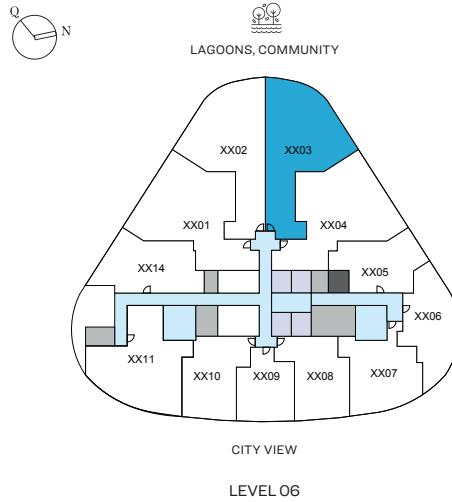 Q
N
LAGOONS, COMMUNITY
XX02
XX03
XX01
XX04
XX14
XX05
XX06
XX11
XX10
XX09
XX08
XX07
CITY VIEW
LEVEL 06